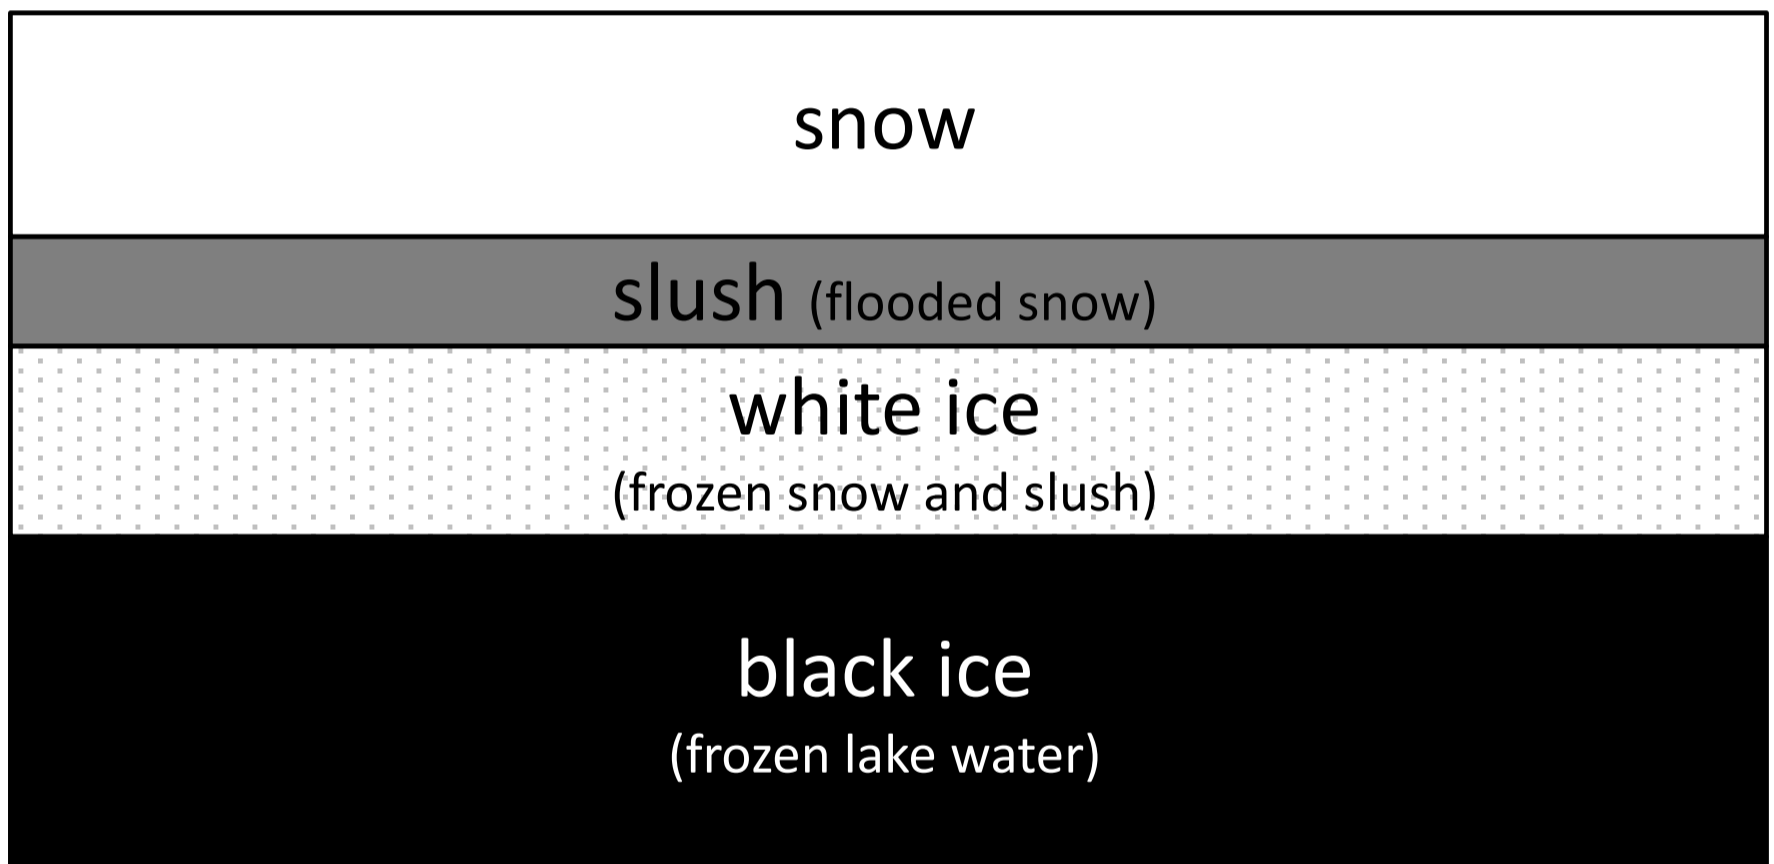 snow
slush (flooded snow)
white ice
(frozen snow and slush)
black ice
(frozen lake water)